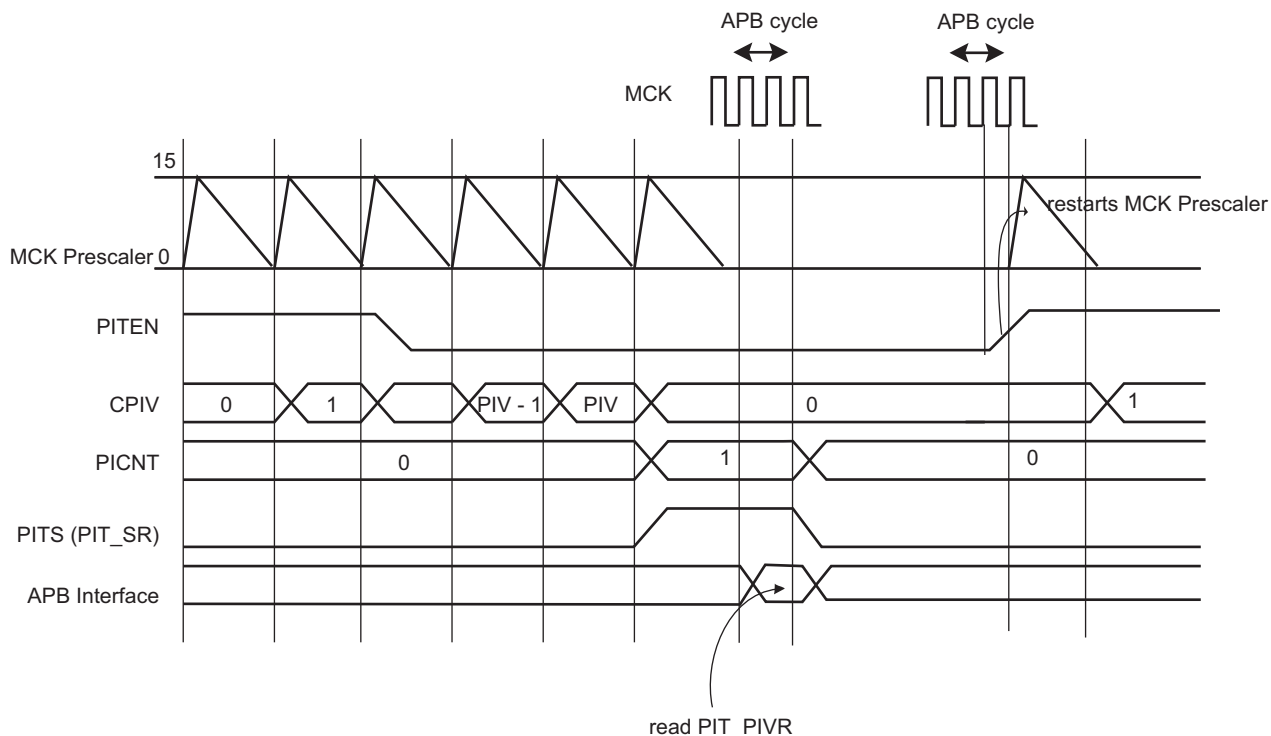 APB cycle
APB cycle
MCK
15
restarts MCK Prescaler
MCK Prescaler 0
PITEN
CPIV 0 1 PIV - 1 PIV 0 1
PICNT 0 1 0
PITS (PIT_SR)
APB Interface
read PIT_PIVR